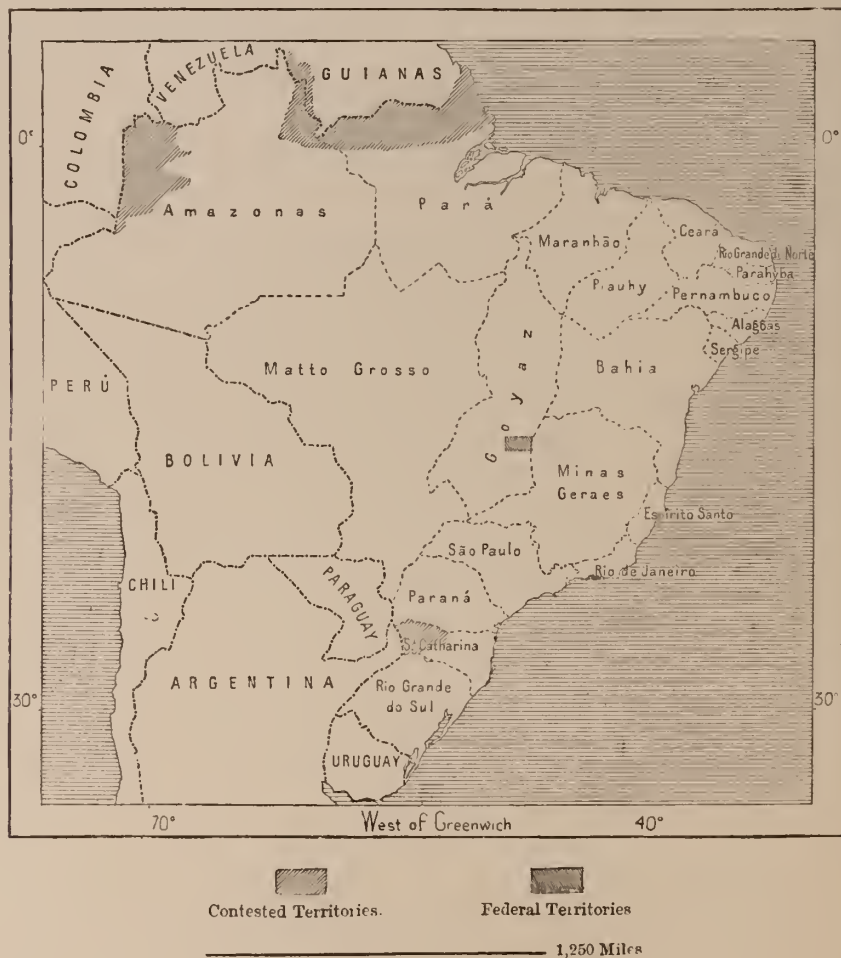 COLOMBIA
VENEZUELA
GUIANAS
0°
0°
Amazonas
Pará
Maranhão
Ceara
Rio Grande d. Norte
Parahyba
Piauhy
Pernambuco
Alagôas
Sergipe
Bahia
Goyaz
Matto Grosso
PERÚ
BOLIVIA
Minas
Geraes
Espirito Santo
São Paulo
Rio de Janeiro
CHILI
PARAGUAY
Paraná
Sta. Catharina
ARGENTINA
Rio Grande
do Sul
30°
30°
URUGUAY
70°
West of Greenwich
40°
Contested Territories.
Federal Territories
1,250 Miles